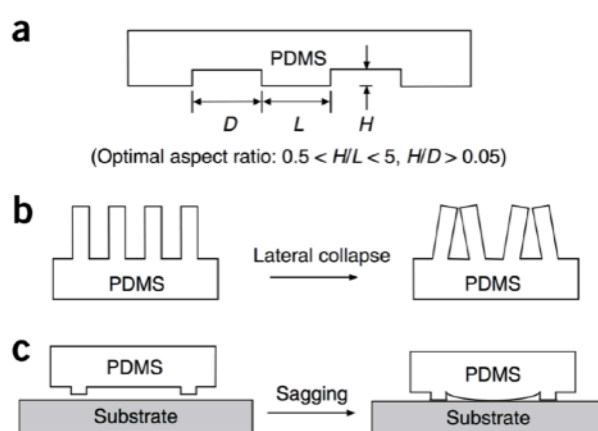 a
PDMS
D L H
(Optimal aspect ratio: 0.5 < H/L < 5, H/D > 0.05)
b
Lateral collapse
PDMS PDMS
c
PDMS PDMS
Sagging
Substrate Substrate